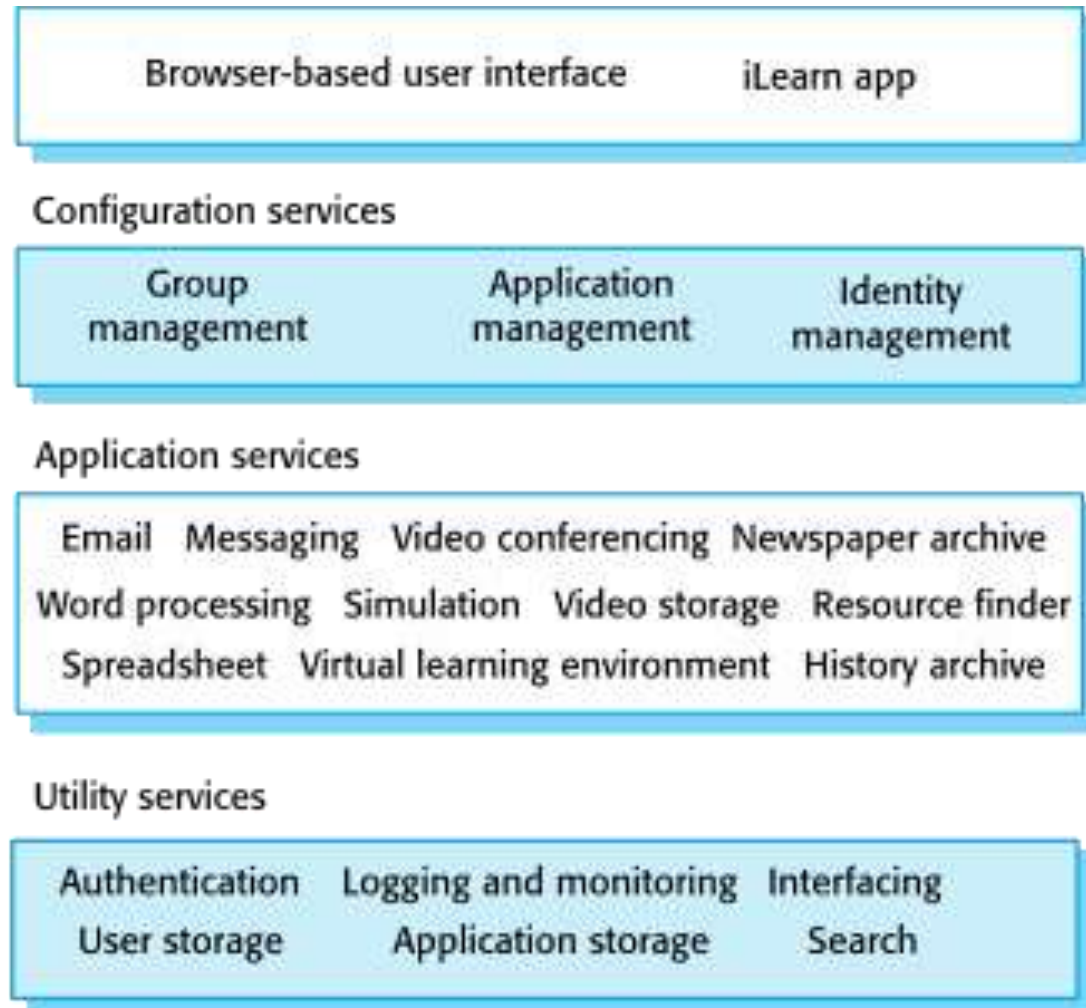 Browser-based user interface iLearn app
Configuration services
Group management
Application management
Identity management
Application services
Email Messaging Video conferencing Newspaper archive
Word processing Simulation Video storage Resource finder
Spreadsheet Virtual learning environment History archive
Utility services
Authentication Logging and monitoring Interfacing
User storage Application storage Search